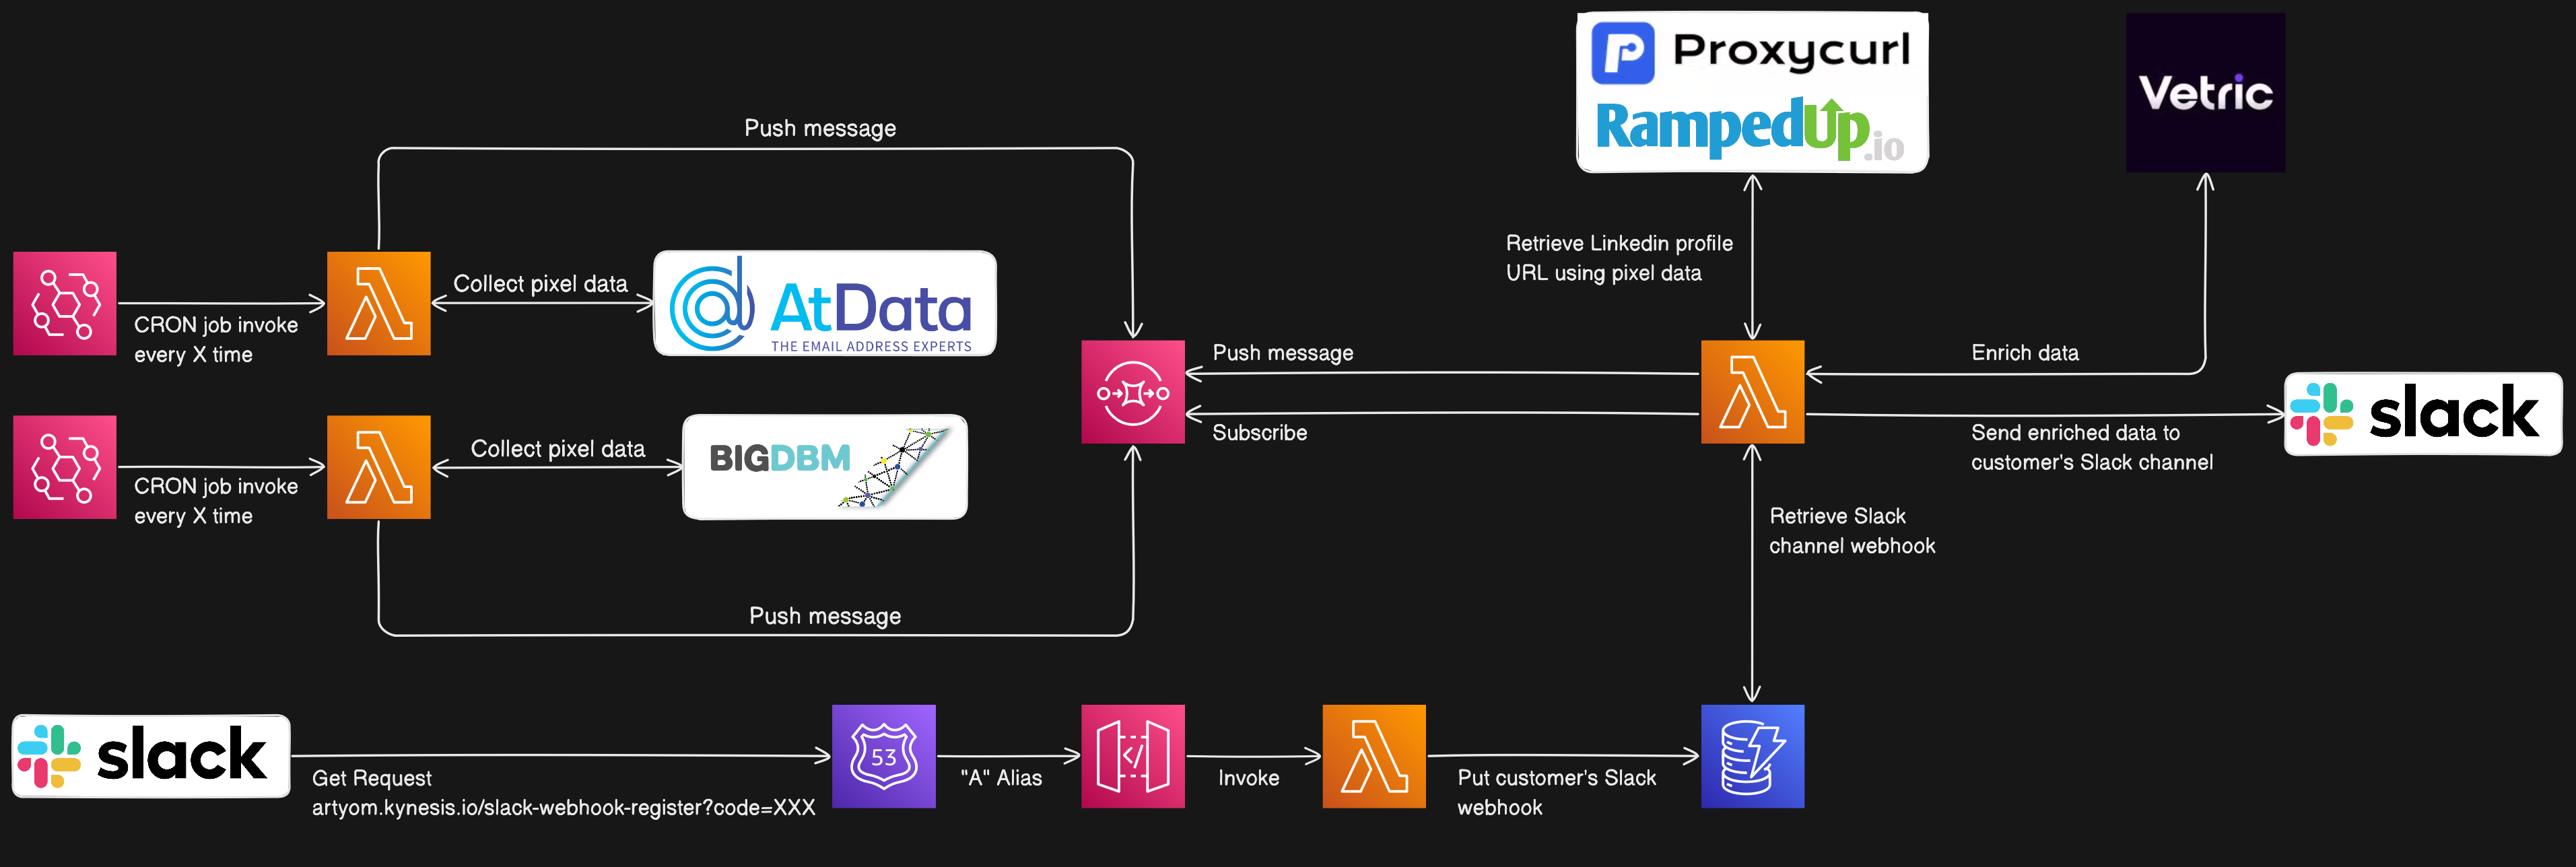 Proxycurl
RampedUp.io
Vetric
Push message
Retrieve Linkedin profile
URL using pixel data
Collect pixel data
AtData
THE EMAIL ADDRESS EXPERTS
CRON job invoke
every X time
Push message
Enrich data
Subscribe
slack
Send enriched data to
customer's Slack channel
Collect pixel data
BIGDBM
CRON job invoke
every X time
Retrieve Slack
channel webhook
Push message
slack
Get Request
artyom.kynesis.io/slack-webhook-register?code=XXX
53
"A" Alias
</>
Invoke
Put customer's Slack
webhook